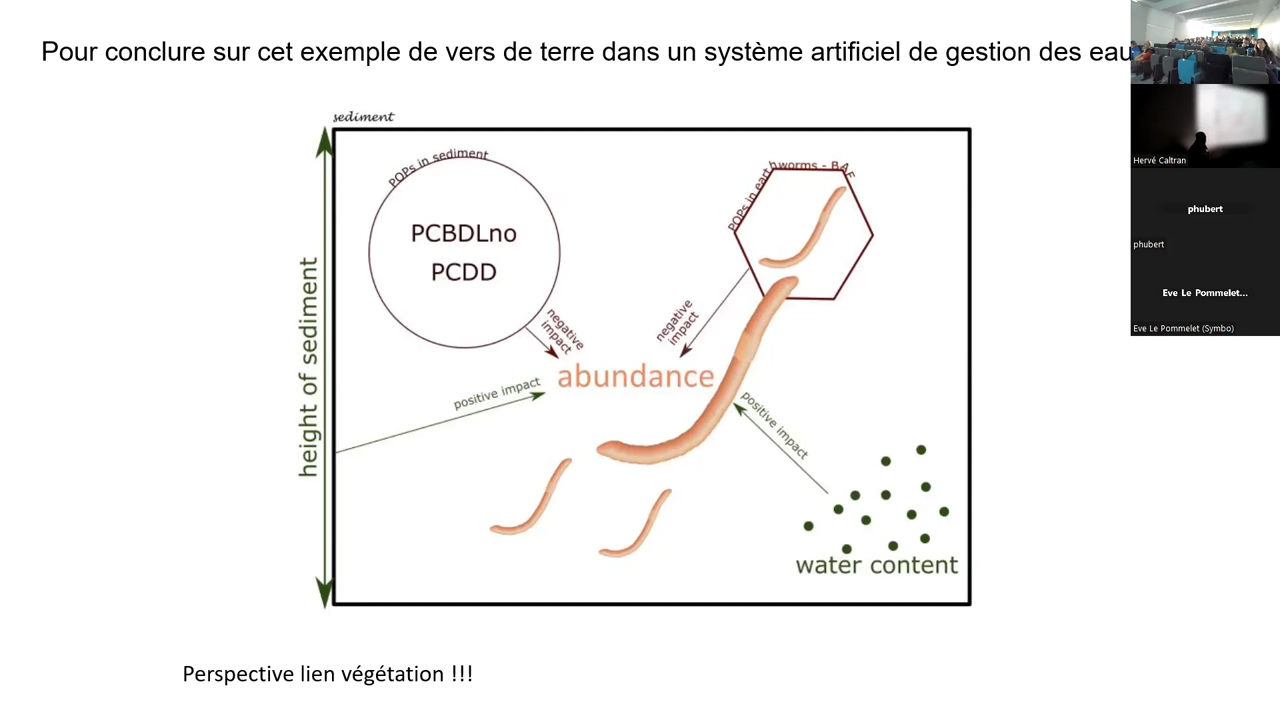 Pour conclure sur cet exemple de vers de terre dans un système artificiel de gestion des eau
sediment
POPs in sediment
PCBDLno
PCDD
negative
impact
POPs in earthworms - BAF
negative
impact
abundance
positive impact
positive impact
height of sediment
water content
Perspective lien végétation !!!
Hervé Caltran
phubert
phubert
Eve Le Pommelet...
Eve Le Pommelet (Symbo)